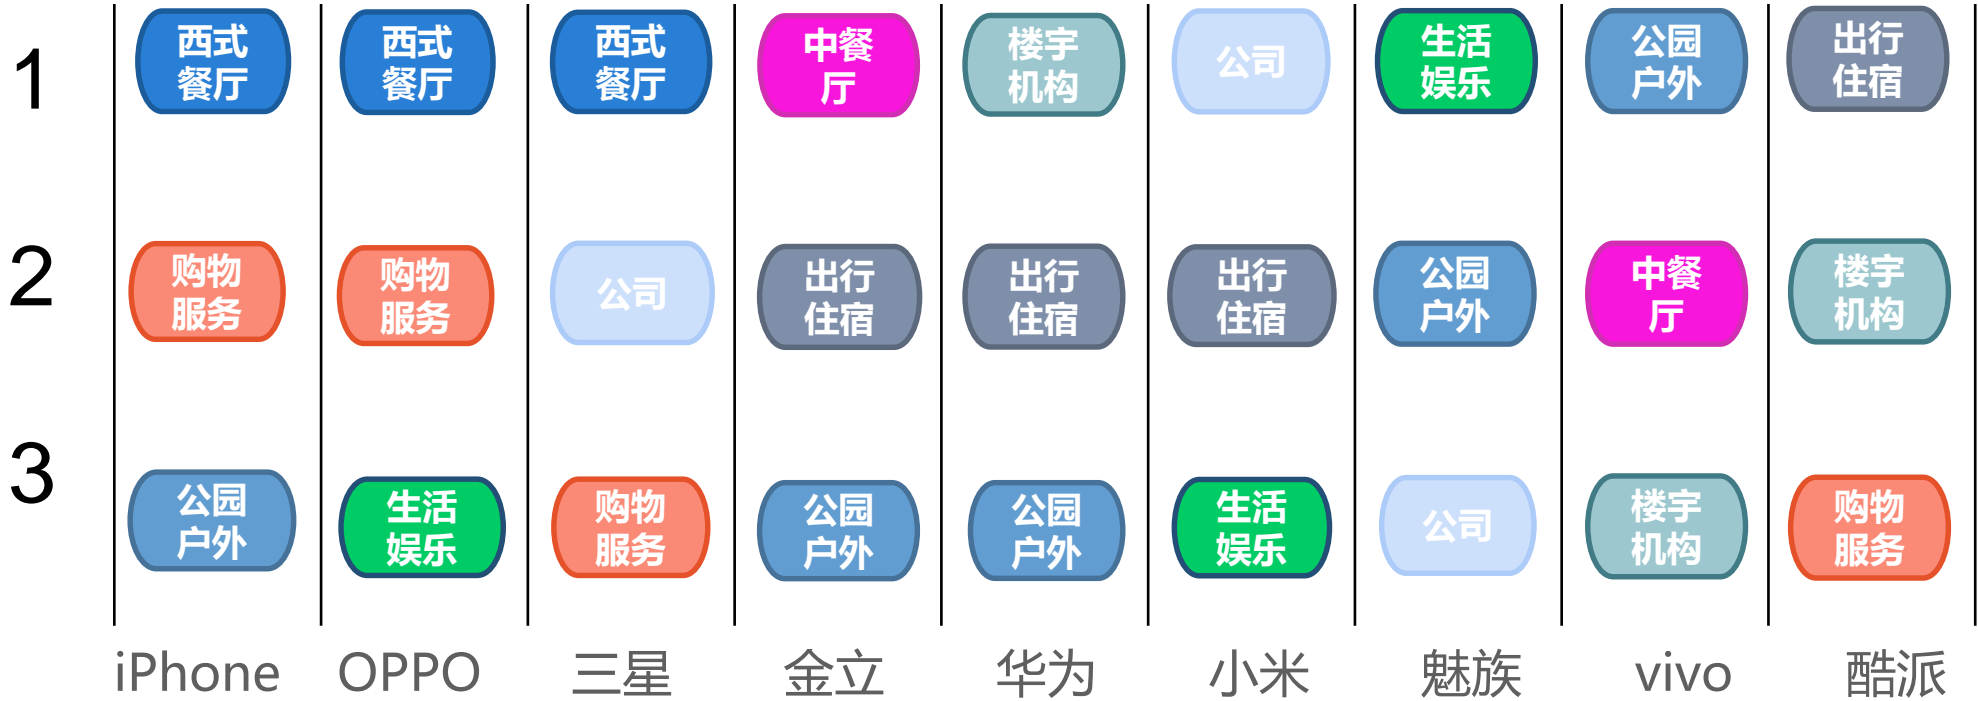 1
西式
餐厅
西式
餐厅
西式
餐厅
中餐
厅
楼宇
机构
公司
生活
娱乐
公园
户外
出行
住宿
2
购物
服务
购物
服务
公司
出行
住宿
出行
住宿
出行
住宿
公园
户外
中餐
厅
楼宇
机构
3
公园
户外
生活
娱乐
购物
服务
公园
户外
公园
户外
生活
娱乐
公司
楼宇
机构
购物
服务
iPhone
OPPO
三星
金立
华为
小米
魅族
vivo
酷派